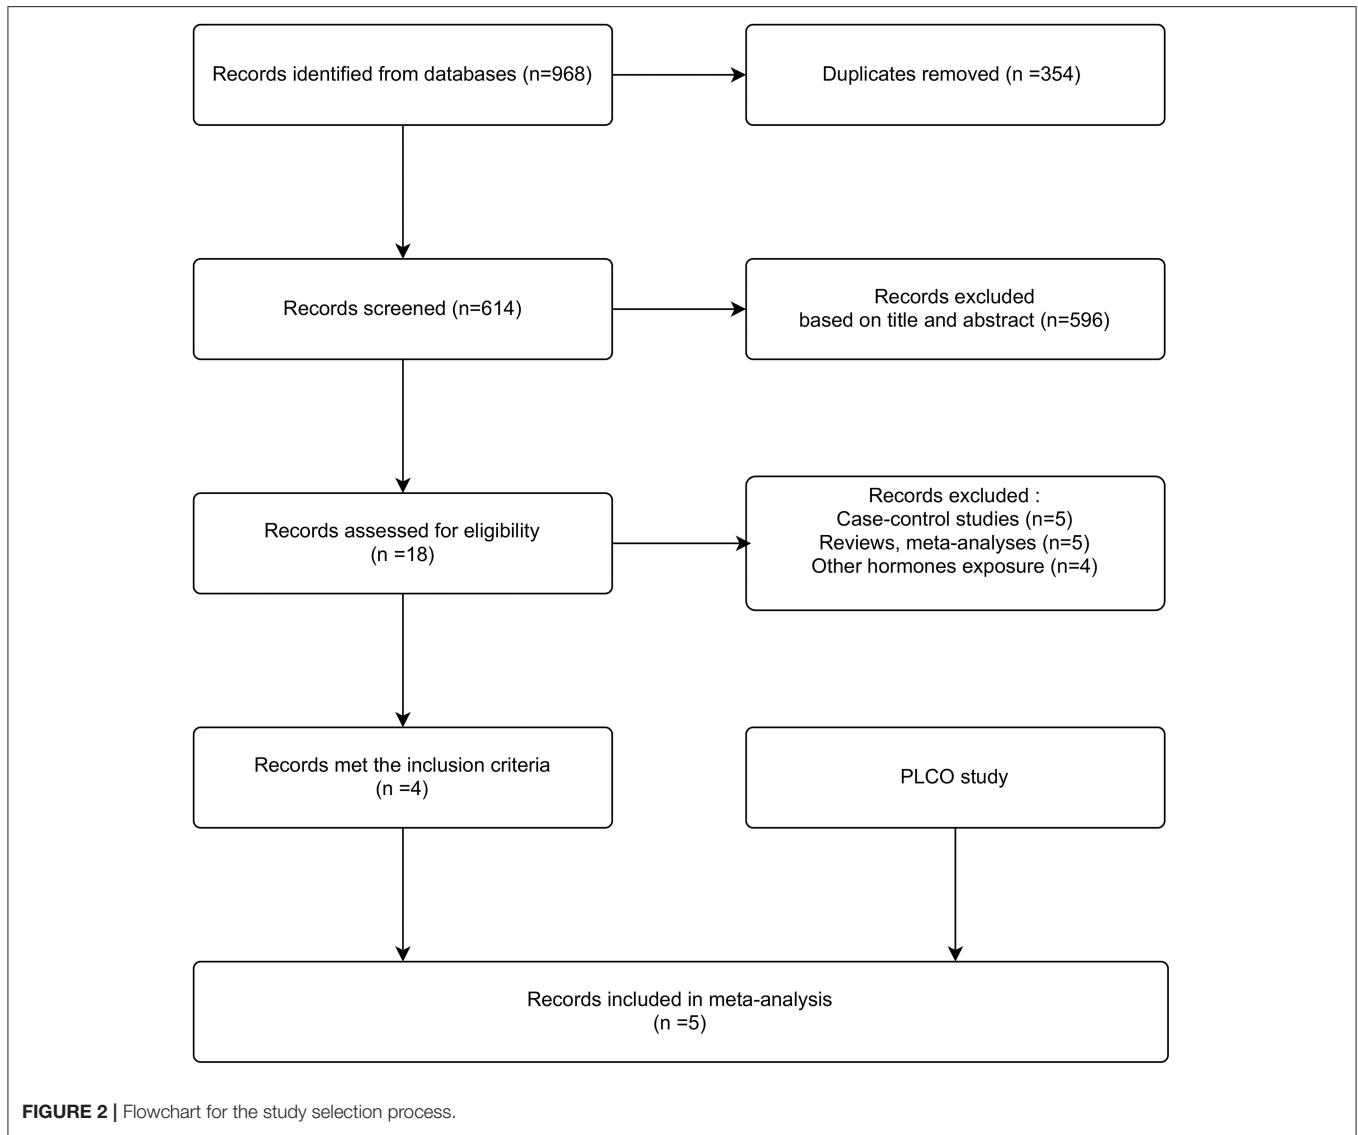 Records identified from databases (n=968)
Duplicates removed (n =354)
Records screened (n=614)
Records excluded
based on title and abstract (n=596)
Records assessed for eligibility
(n =18)
Records excluded :
Case-control studies (n=5)
Reviews, meta-analyses (n=5)
Other hormones exposure (n=4)
Records met the inclusion criteria
(n =4)
PLCO study
Records included in meta-analysis
(n =5)
FIGURE 2 | Flowchart for the study selection process.